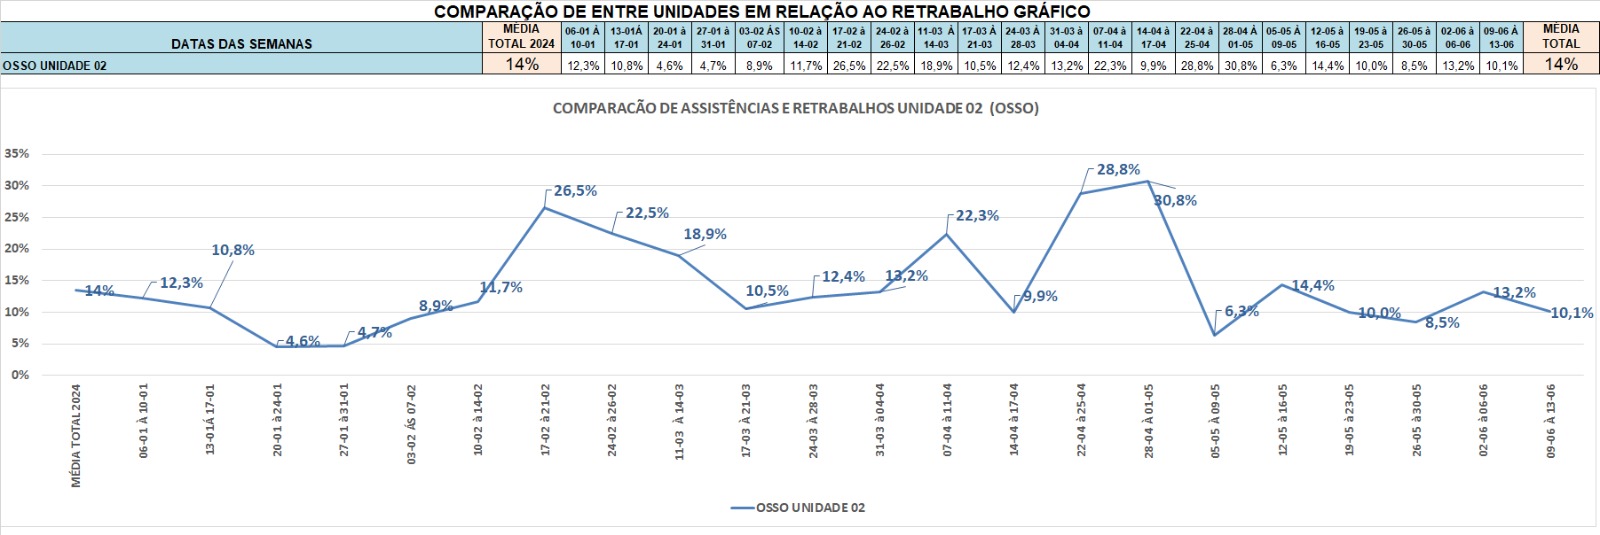 COMPARAÇÃO DE ENTRE UNIDADES EM RELAÇÃO AO RETRABALHO GRÁFICO
DATAS DAS SEMANAS MÉDIA TOTAL 2024 06-01 À 10-01 13-01À 17-01 20-01 à 24-01 27-01 à 31-01 03-02 ÁS 07-02 10-02 à 14-02 17-02 à 21-02 24-02 à 26-02 11-03 À 14-03 17-03 À 21-03 24-03 À 28-03 31-03 à 04-04 07-04 à 11-04 14-04 à 17-04 22-04 à 25-04 28-04 À 01-05 05-05 À 09-05 12-05 à 16-05 19-05 à 23-05 26-05 à 30-05 02-06 à 06-06 09-06 À 13-06 MÉDIA TOTAL
OSSO UNIDADE 02 14% 12,3% 10,8% 4,6% 4,7% 8,9% 11,7% 26,5% 22,5% 18,9% 10,5% 12,4% 13,2% 22,3% 9,9% 28,8% 30,8% 6,3% 14,4% 10,0% 8,5% 13,2% 10,1% 14%
COMPARACÃO DE ASSISTÊNCIAS E RETRABALHOS UNIDADE 02 (OSSO)
35%
30%
25%
20%
15%
10%
5%
0%
14%
12,3%
10,8%
4,6%
4,7%
8,9%
11,7%
26,5%
22,5%
18,9%
10,5%
12,4%
13,2%
22,3%
9,9%
28,8%
30,8%
6,3%
14,4%
10,0%
8,5%
13,2%
10,1%
MÉDIA TOTAL 2024
06-01 À 10-01
13-01À 17-01
20-01 à 24-01
27-01 à 31-01
03-02 ÁS 07-02
10-02 à 14-02
17-02 à 21-02
24-02 à 26-02
11-03 À 14-03
17-03 À 21-03
24-03 À 28-03
31-03 à 04-04
07-04 à 11-04
14-04 à 17-04
22-04 à 25-04
28-04 À 01-05
05-05 À 09-05
12-05 à 16-05
19-05 à 23-05
26-05 à 30-05
02-06 à 06-06
09-06 À 13-06
OSSO UNIDADE 02